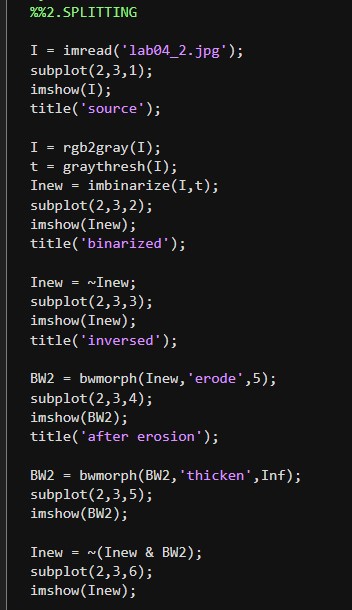 %%2.SPLITTING
I = imread('lab04_2.jpg');
subplot(2,3,1);
imshow(I);
title('source');
I = rgb2gray(I);
t = graythresh(I);
Inew = imbinarize(I,t);
subplot(2,3,2);
imshow(Inew);
title('binarized');
Inew = ~Inew;
subplot(2,3,3);
imshow(Inew);
title('inversed');
BW2 = bwmorph(Inew,'erode',5);
subplot(2,3,4);
imshow(BW2);
title('after erosion');
BW2 = bwmorph(BW2,'thicken',Inf);
subplot(2,3,5);
imshow(BW2);
Inew = ~(Inew & BW2);
subplot(2,3,6);
imshow(Inew);